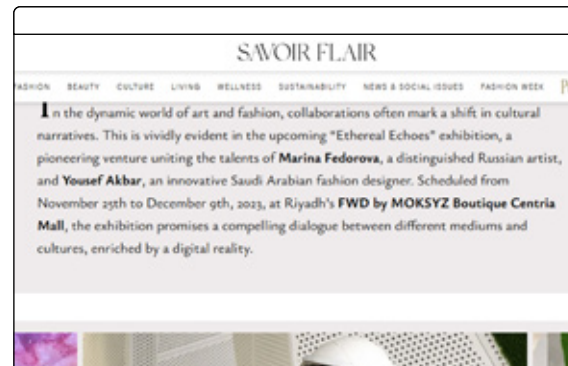 SAVOIR FLAIR
FASHION BEAUTY CULTURE LIVING WELLNESS SUSTAINABILITY NEWS & SOCIAL ISSUES FASHION WEEK
In the dynamic world of art and fashion, collaborations often mark a shift in cultural
narratives. This is vividly evident in the upcoming "Ethereal Echoes" exhibition, a
pioneering venture uniting the talents of Marina Fedorova, a distinguished Russian artist,
and Yousef Akbar, an innovative Saudi Arabian fashion designer. Scheduled from
November 25th to December 9th, 2023, at Riyadh's FWD by MOKSYZ Boutique Centria
Mall, the exhibition promises a compelling dialogue between different mediums and
cultures, enriched by a digital reality.